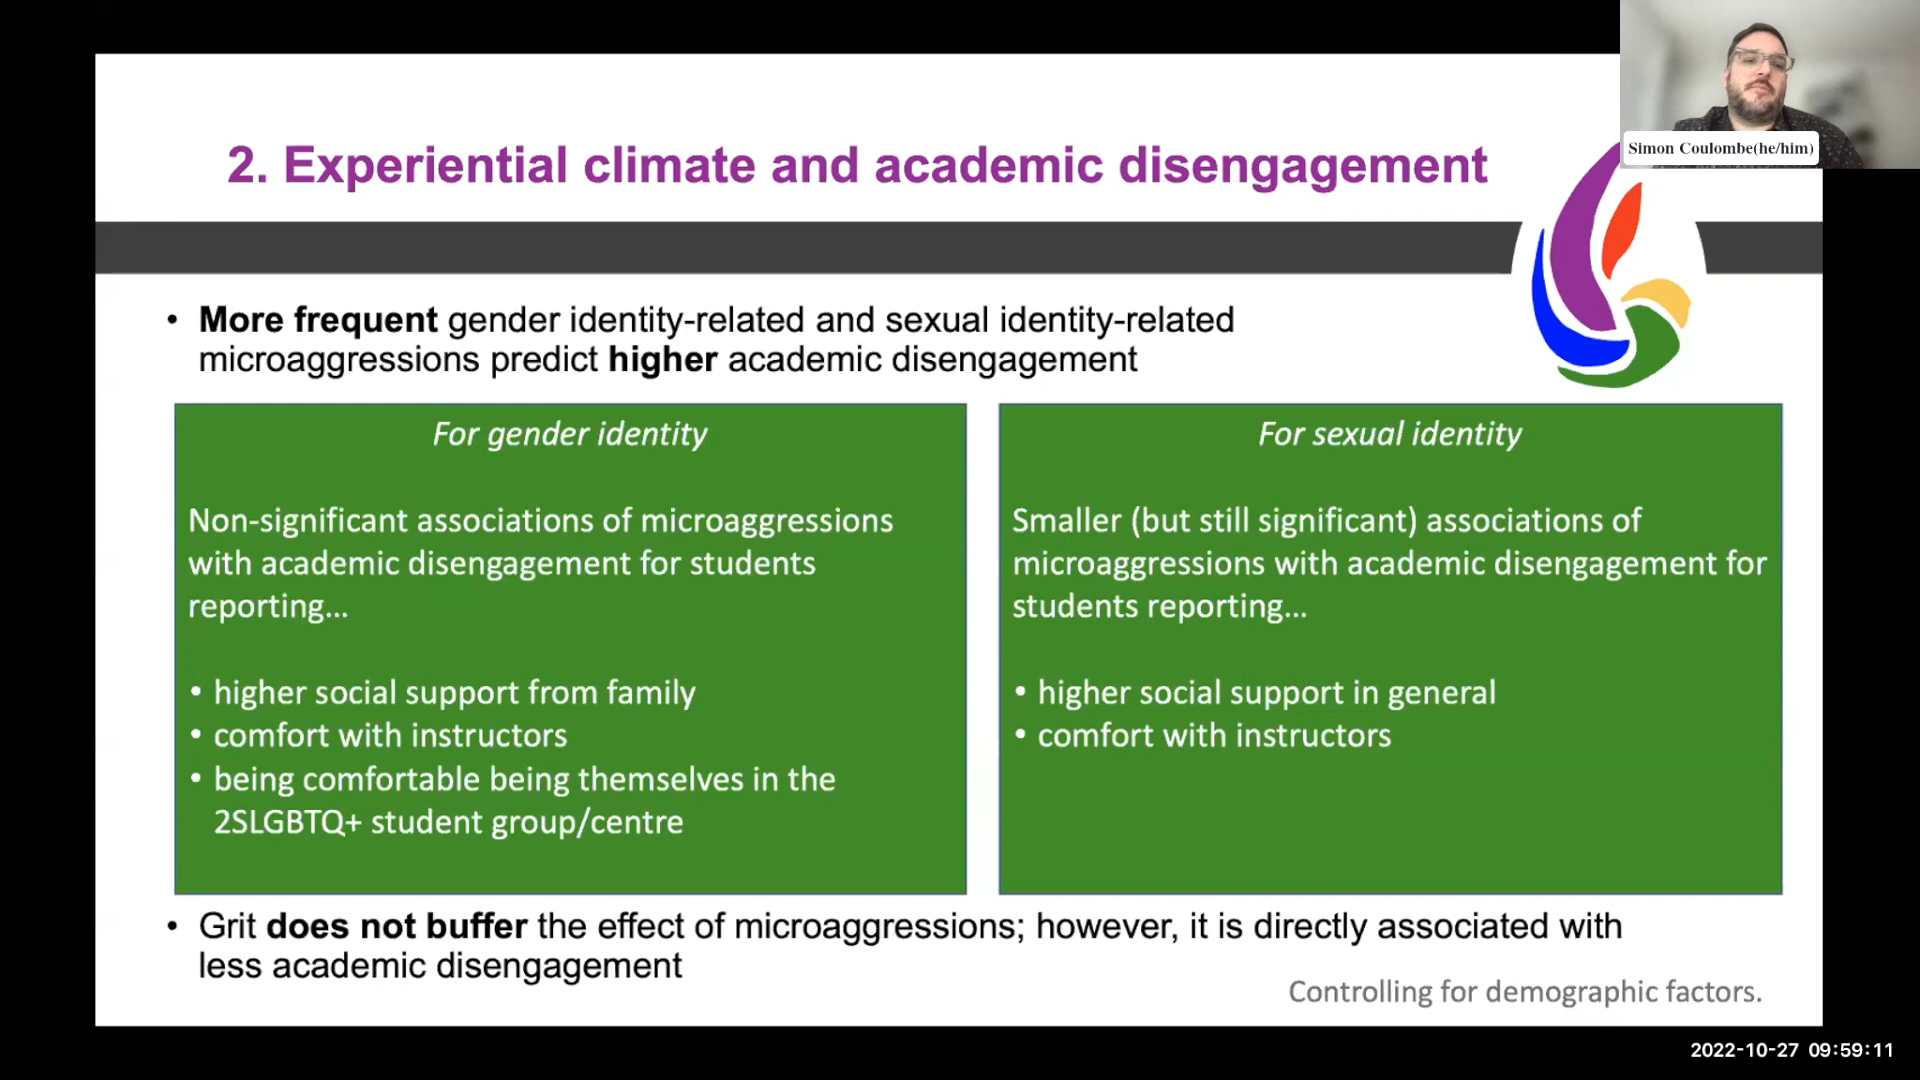 Simon Coulombe(he/him)
2. Experiential climate and academic disengagement
• More frequent gender identity-related and sexual identity-related
microaggressions predict higher academic disengagement
For gender identity
Non-significant associations of microaggressions
with academic disengagement for students
reporting...
• higher social support from family
• comfort with instructors
• being comfortable being themselves in the
2SLGBTQ+ student group/centre
For sexual identity
Smaller (but still significant) associations of
microaggressions with academic disengagement for
students reporting...
• higher social support in general
• comfort with instructors
• Grit does not buffer the effect of microaggressions; however, it is directly associated with
less academic disengagement
Controlling for demographic factors.
2022-10-27 09:59:11